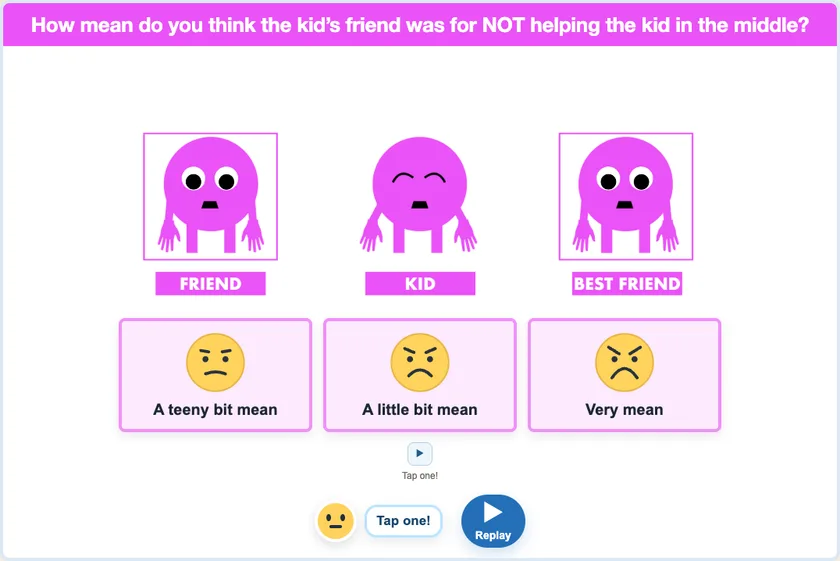 How mean do you think the kid’s friend was for NOT helping the kid in the middle?
FRIEND
KID
BEST FRIEND
A teeny bit mean
A little bit mean
Very mean
Tap one!
Tap one!
Replay